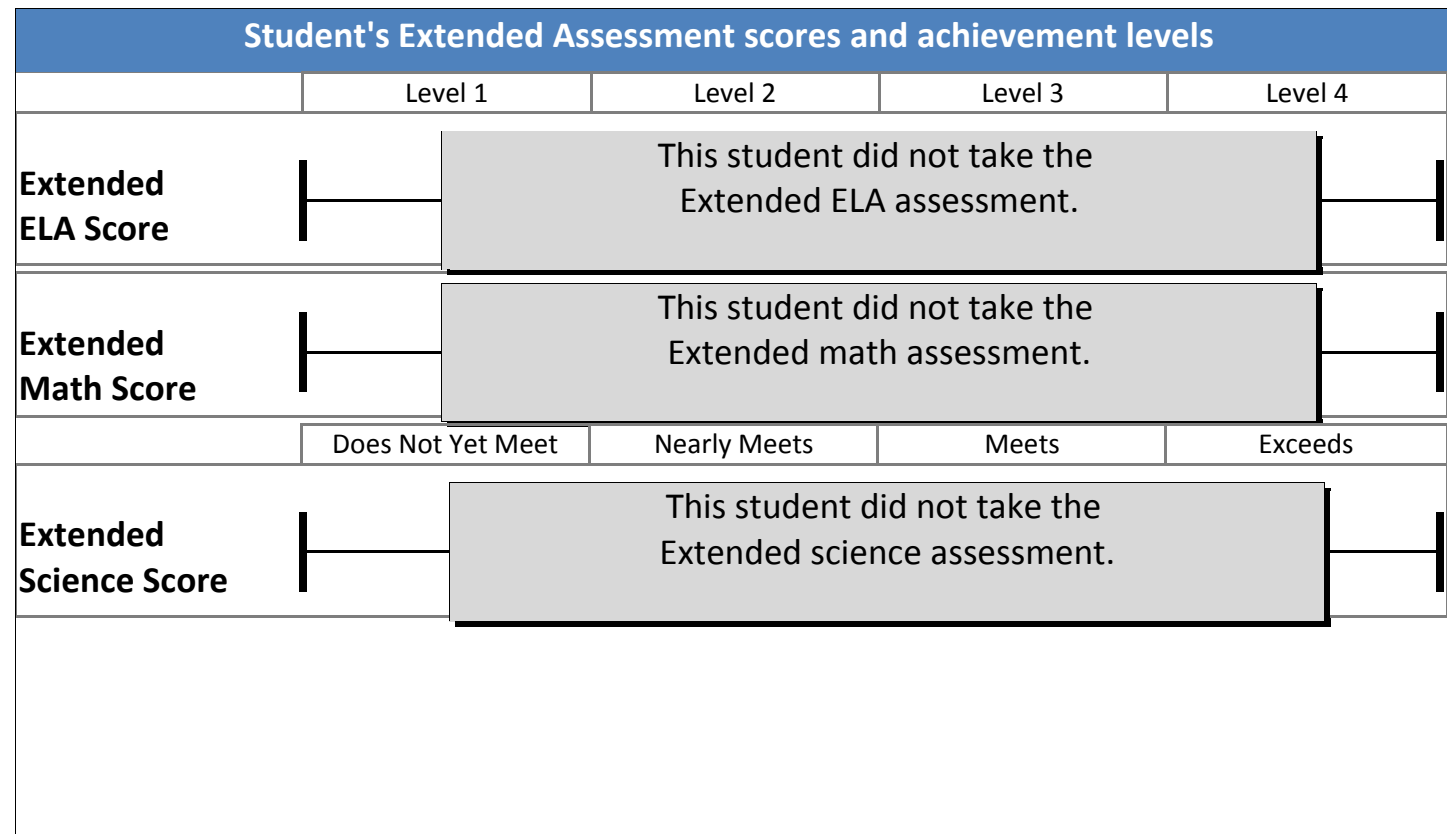 Student's Extended Assessment scores and achievement levels
Level 1 Level 2 Level 3 Level 4
Extended
ELA Score
This student did not take the
Extended ELA assessment.
Extended
Math Score
This student did not take the
Extended math assessment.
Does Not Yet Meet Nearly Meets Meets Exceeds
Extended
Science Score
This student did not take the
Extended science assessment.